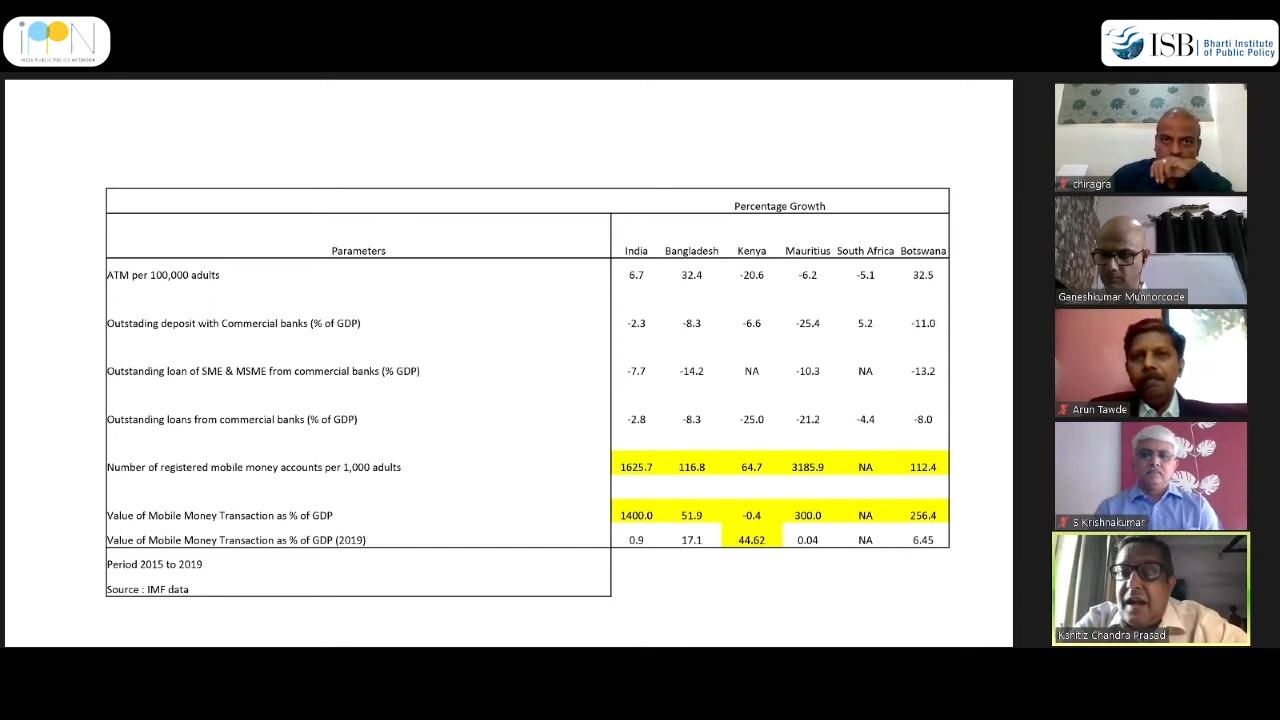 ippn
INDIA PUBLIC POLICY NETWORK
ISB | Bharti Institute
of Public Policy
Percentage Growth
Parameters India Bangladesh Kenya Mauritius South Africa Botswana
ATM per 100,000 adults 6.7 32.4 -20.6 -6.2 -5.1 32.5
Outstading deposit with Commercial banks (% of GDP) -2.3 -8.3 -6.6 -25.4 5.2 -11.0
Outstanding loan of SME & MSME from commercial banks (% GDP) -7.7 -14.2 NA -10.3 NA -13.2
Outstanding loans from commercial banks (% of GDP) -2.8 -8.3 -25.0 -21.2 -4.4 -8.0
Number of registered mobile money accounts per 1,000 adults 1625.7 116.8 64.7 3185.9 NA 112.4
Value of Mobile Money Transaction as % of GDP 1400.0 51.9 -0.4 300.0 NA 256.4
Value of Mobile Money Transaction as % of GDP (2019) 0.9 17.1 44.62 0.04 NA 6.45
Period 2015 to 2019
Source : IMF data
chiragra
Ganeshkumar Munnorcode
Arun Tawde
S Krishnakumar
Kshitiz Chandra Prasad